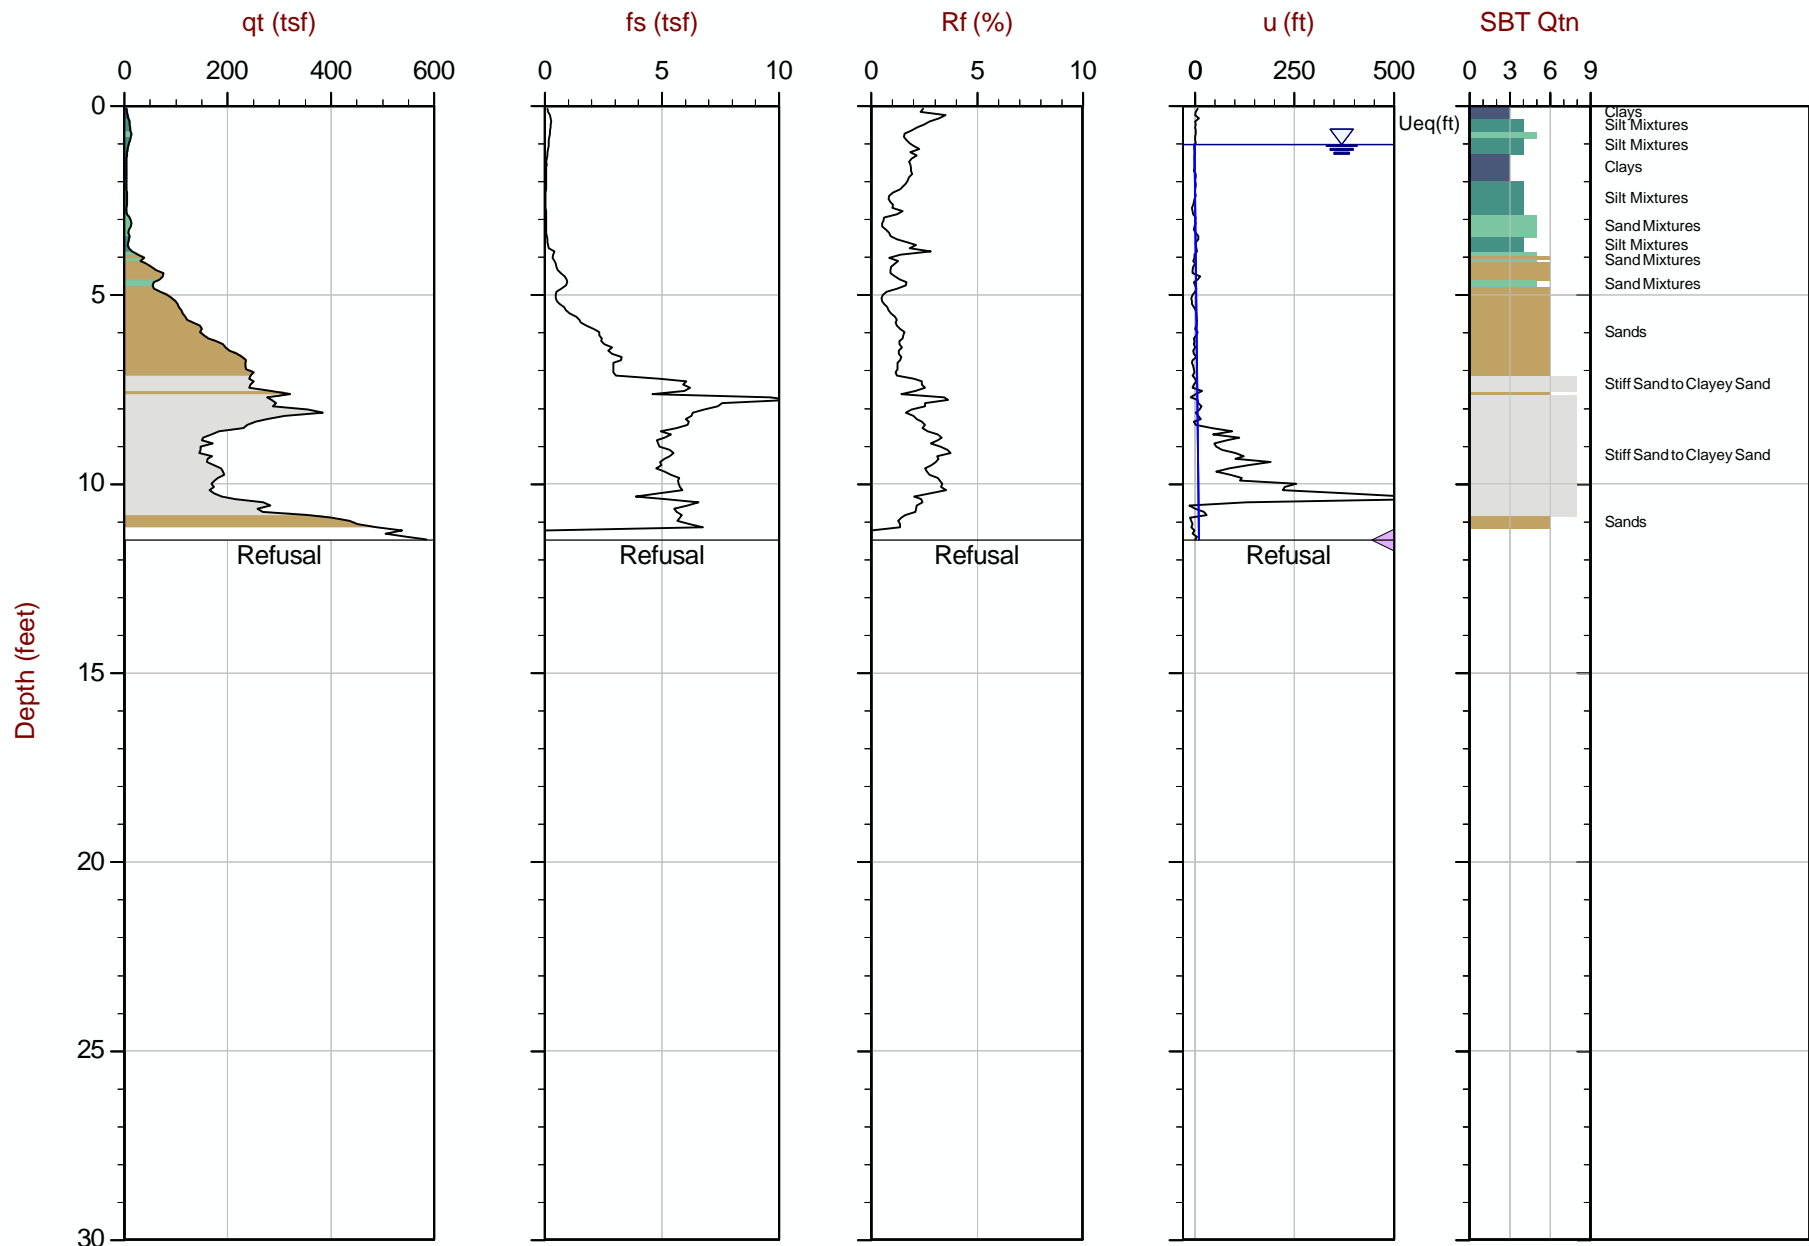 qt (tsf) fs (tsf) Rf (%) u (ft) SBT Qtn
0 200 400 600 0 5 10 0 5 10 0 250 500 0 3 6 9
0
Ueq(ft)
Clays
Silt Mixtures
Silt Mixtures
Clays
Silt Mixtures
Sand Mixtures
Silt Mixtures
Sand Mixtures
Sand Mixtures
5
Sands
Stiff Sand to Clayey Sand
Stiff Sand to Clayey Sand
10
Sands
Refusal Refusal Refusal Refusal
Depth (feet)
15
20
25
30